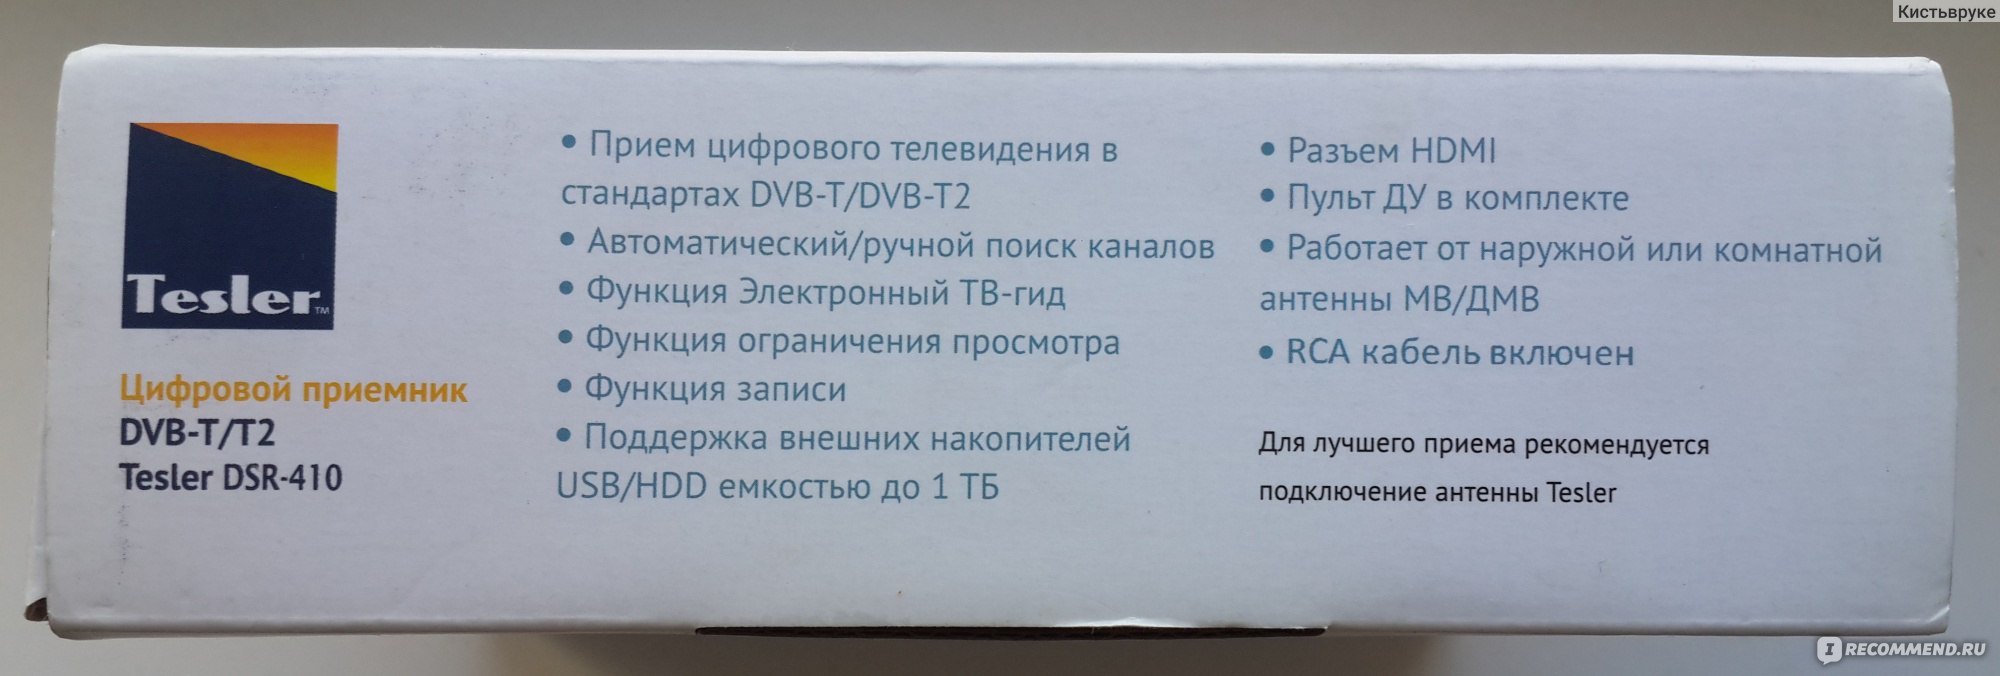 Кистьвруке
Tesler™
Цифровой приемник
DVB-T/T2
Tesler DSR-410
• Прием цифрового телевидения в
стандартах DVB-T/DVB-T2
• Автоматический/ручной поиск каналов
• Функция Электронный ТВ-гид
• Функция ограничения просмотра
• Функция записи
• Поддержка внешних накопителей
USB/HDD емкостью до 1 ТБ
• Разъем HDMI
• Пульт ДУ в комплекте
• Работает от наружной или комнатной
антенны МВ/ДМВ
• RCA кабель включен
Для лучшего приема рекомендуется
подключение антенны Tesler
I RECOMMEND.RU